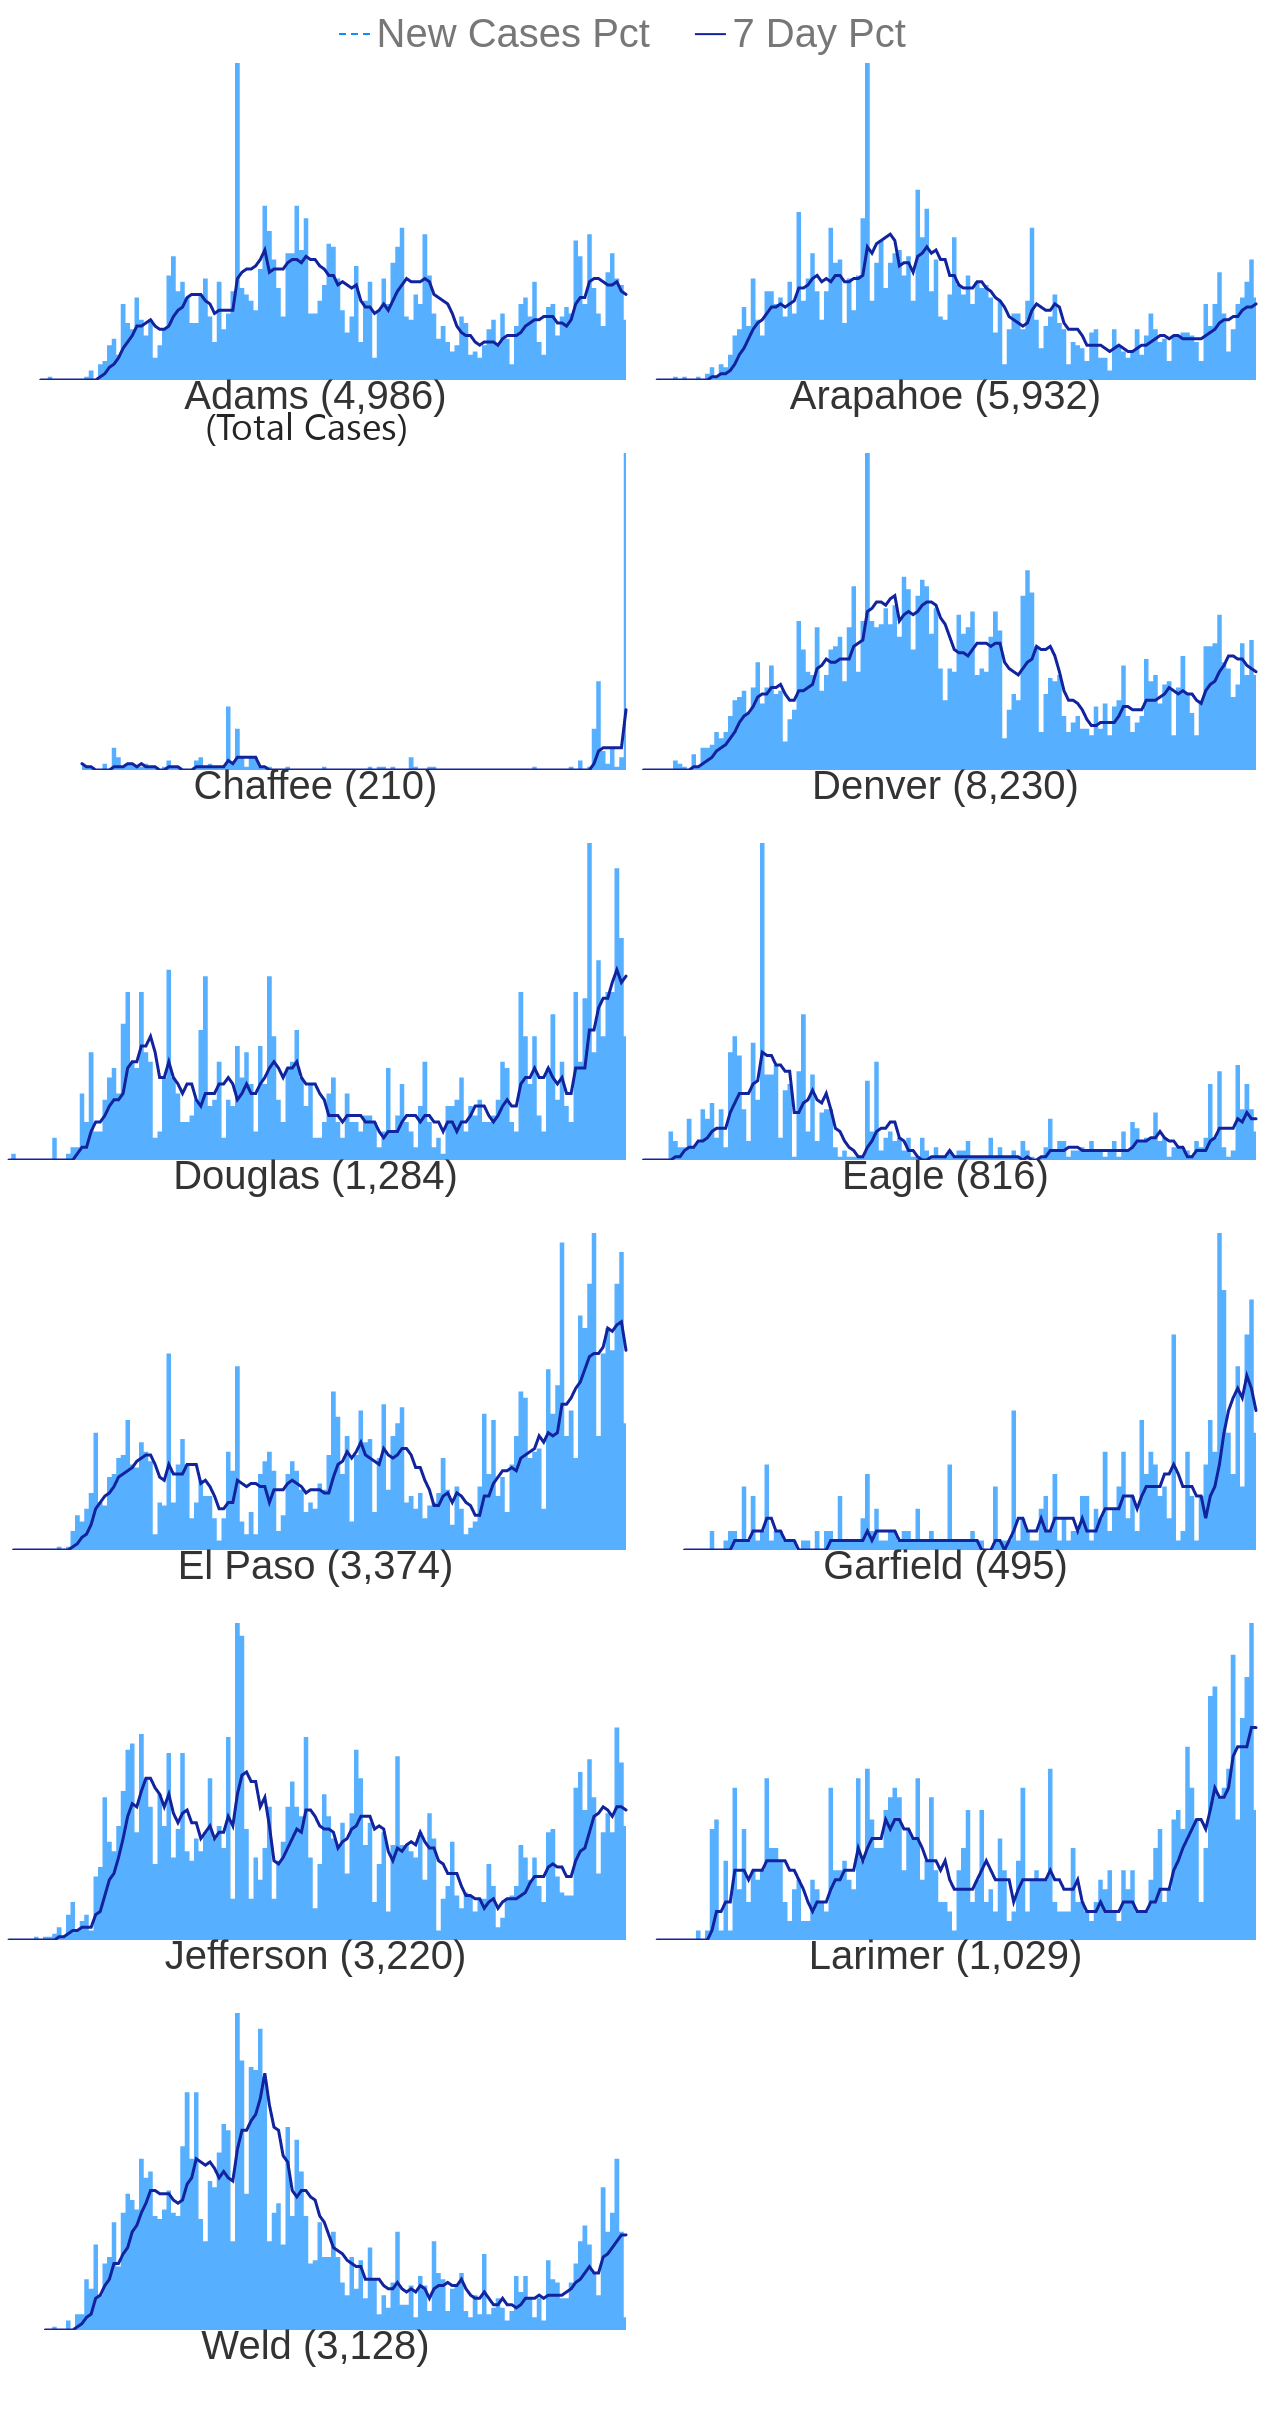 New Cases Pct 7 Day Pct
Adams (4,986) Arapahoe (5,932)
(Total Cases)
Chaffee (210) Denver (8,230)
Douglas (1,284) Eagle (816)
El Paso (3,374) Garfield (495)
Jefferson (3,220) Larimer (1,029)
Weld (3,128)